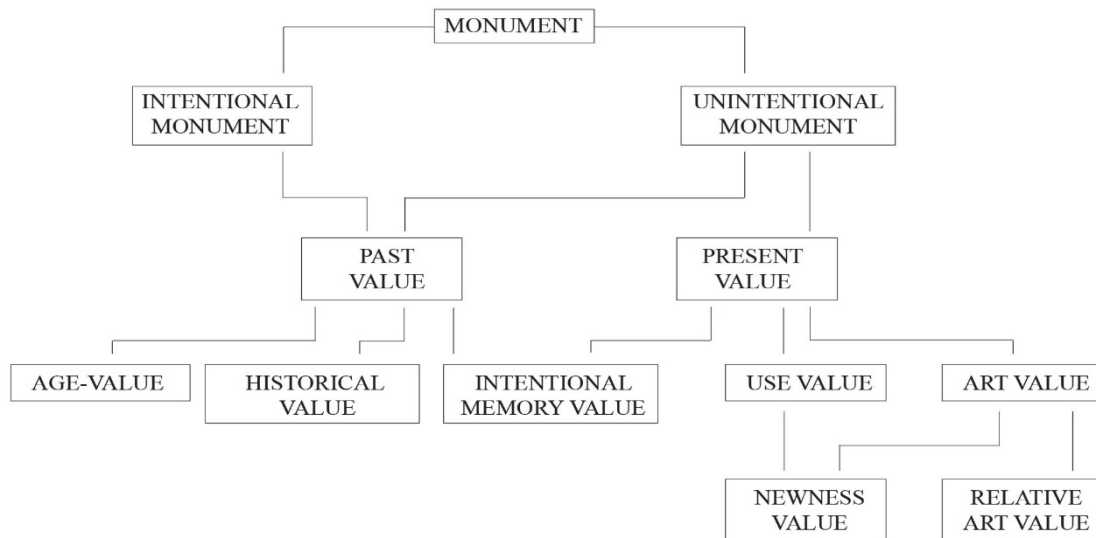 MONUMENT
INTENTIONAL
MONUMENT
UNINTENTIONAL
MONUMENT
PAST
VALUE
PRESENT
VALUE
AGE-VALUE
HISTORICAL
VALUE
INTENTIONAL
MEMORY VALUE
USE VALUE
ART VALUE
NEWNESS
VALUE
RELATIVE
ART VALUE